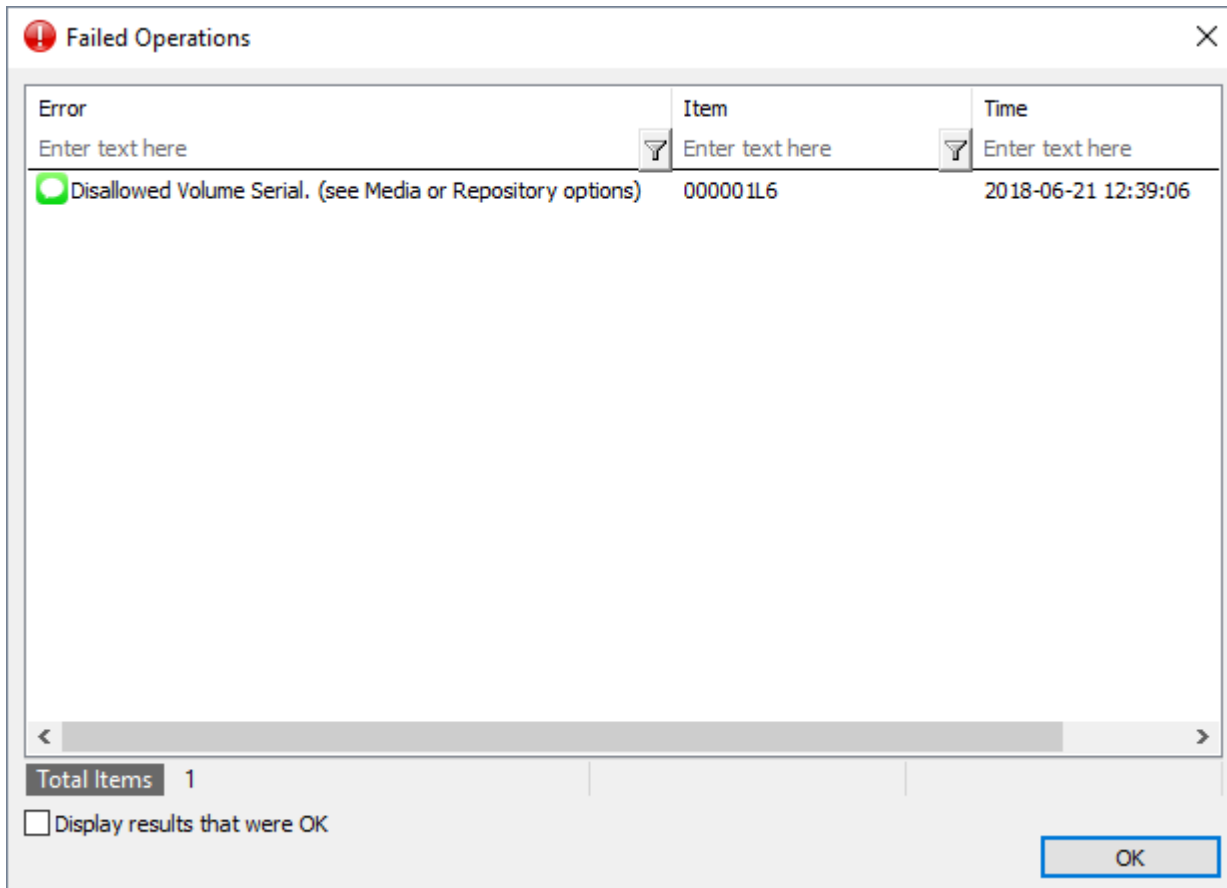 Failed Operations
Error Item Time
Enter text here Enter text here Enter text here
Disallowed Volume Serial. (see Media or Repository options) 000001L6 2018-06-21 12:39:06
Total Items 1
Display results that were OK
OK